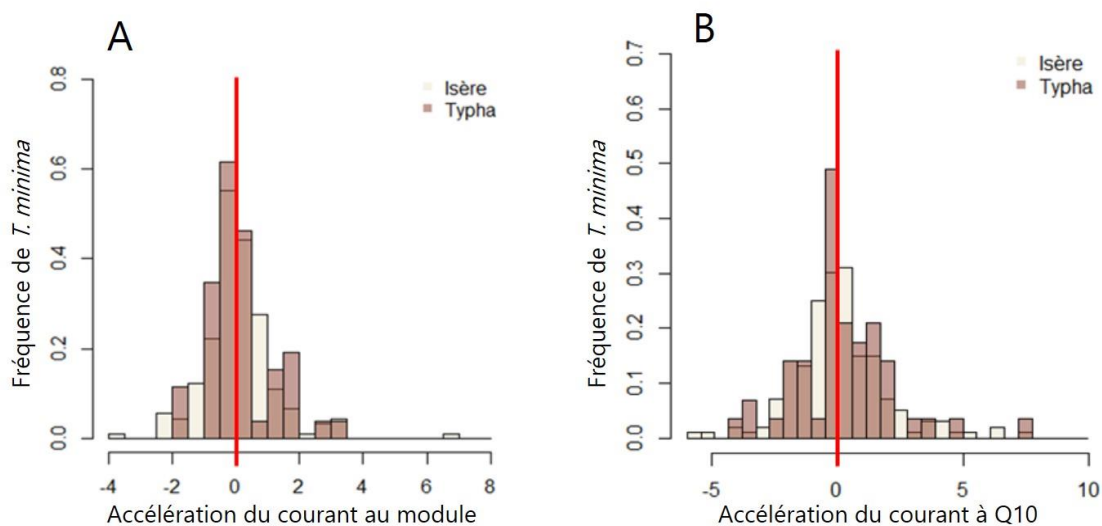 A
B
Isère
Typha
Isère
Typha
Fréquence de T. minima
0.0
0.2
0.4
0.6
0.8
-4
-2
0
2
4
6
8
Accélération du courant au module
Fréquence de T. minima
0.0
0.1
0.2
0.3
0.4
0.5
0.6
0.7
-5
0
5
10
Accélération du courant à Q10